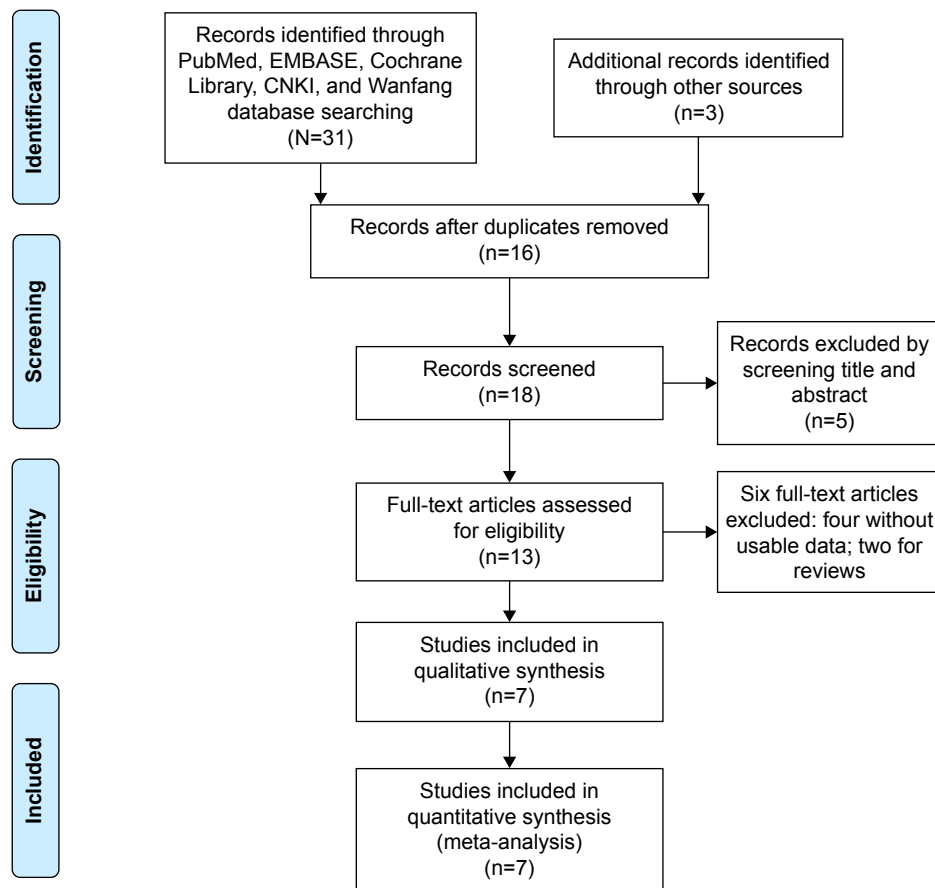 Identification
Records identified through
PubMed, EMBASE, Cochrane
Library, CNKI, and Wanfang
database searching
(N=31)
Additional records identified
through other sources
(n=3)
Records after duplicates removed
(n=16)
Screening
Records screened
(n=18)
Records excluded by
screening title and
abstract
(n=5)
Eligibility
Full-text articles assessed
for eligibility
(n=13)
Six full-text articles
excluded: four without
usable data; two for
reviews
Studies included in
qualitative synthesis
(n=7)
Included
Studies included in
quantitative synthesis
(meta-analysis)
(n=7)